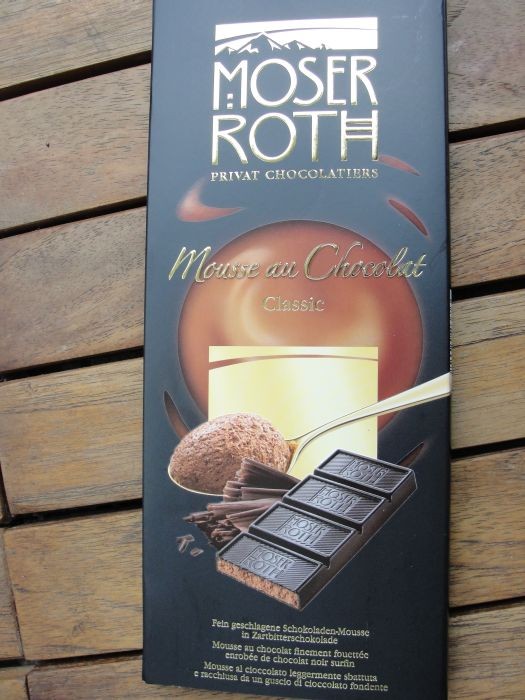 MOSER
ROTH
PRIVAT CHOCOLATIERS
Mousse au Chocolat
Classic
MOSER
ROTH
MOSER
ROTH
MOSER
ROTH
MOSER
ROTH
Fein geschlagene Schokoladen-Mousse
in Zartbitterschokolade
Mousse au chocolat finement fouettée
enrobée de chocolat noir surfin
Mousse al cioccolato leggermente sbattuta
e racchiusa da un guscio di cioccolato fondente